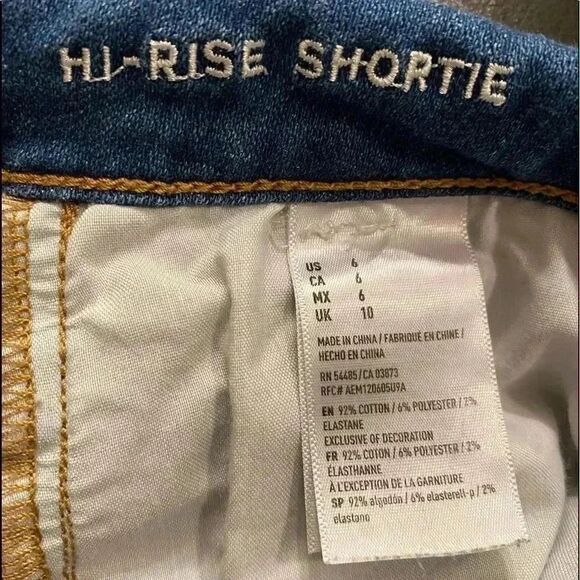 HI-RISE SHORTIE
US 6
CA 6
MX 6
UK 10
MADE IN CHINA / FABRIQUÉ EN CHINE /
HECHO EN CHINA
RN 54485/CA 03873
RFC# AEM120605U9A
EN 92% COTTON / 6% POLYESTER / 2%
ELASTANE
EXCLUSIVE OF DECORATION
FR 92% COTON / 6% POLYESTER / 2%
ÉLASTHANNE
À L'EXCEPTION DE LA GARNITURE
SP 92% algodón / 6% elasterell-p / 2%
elastano